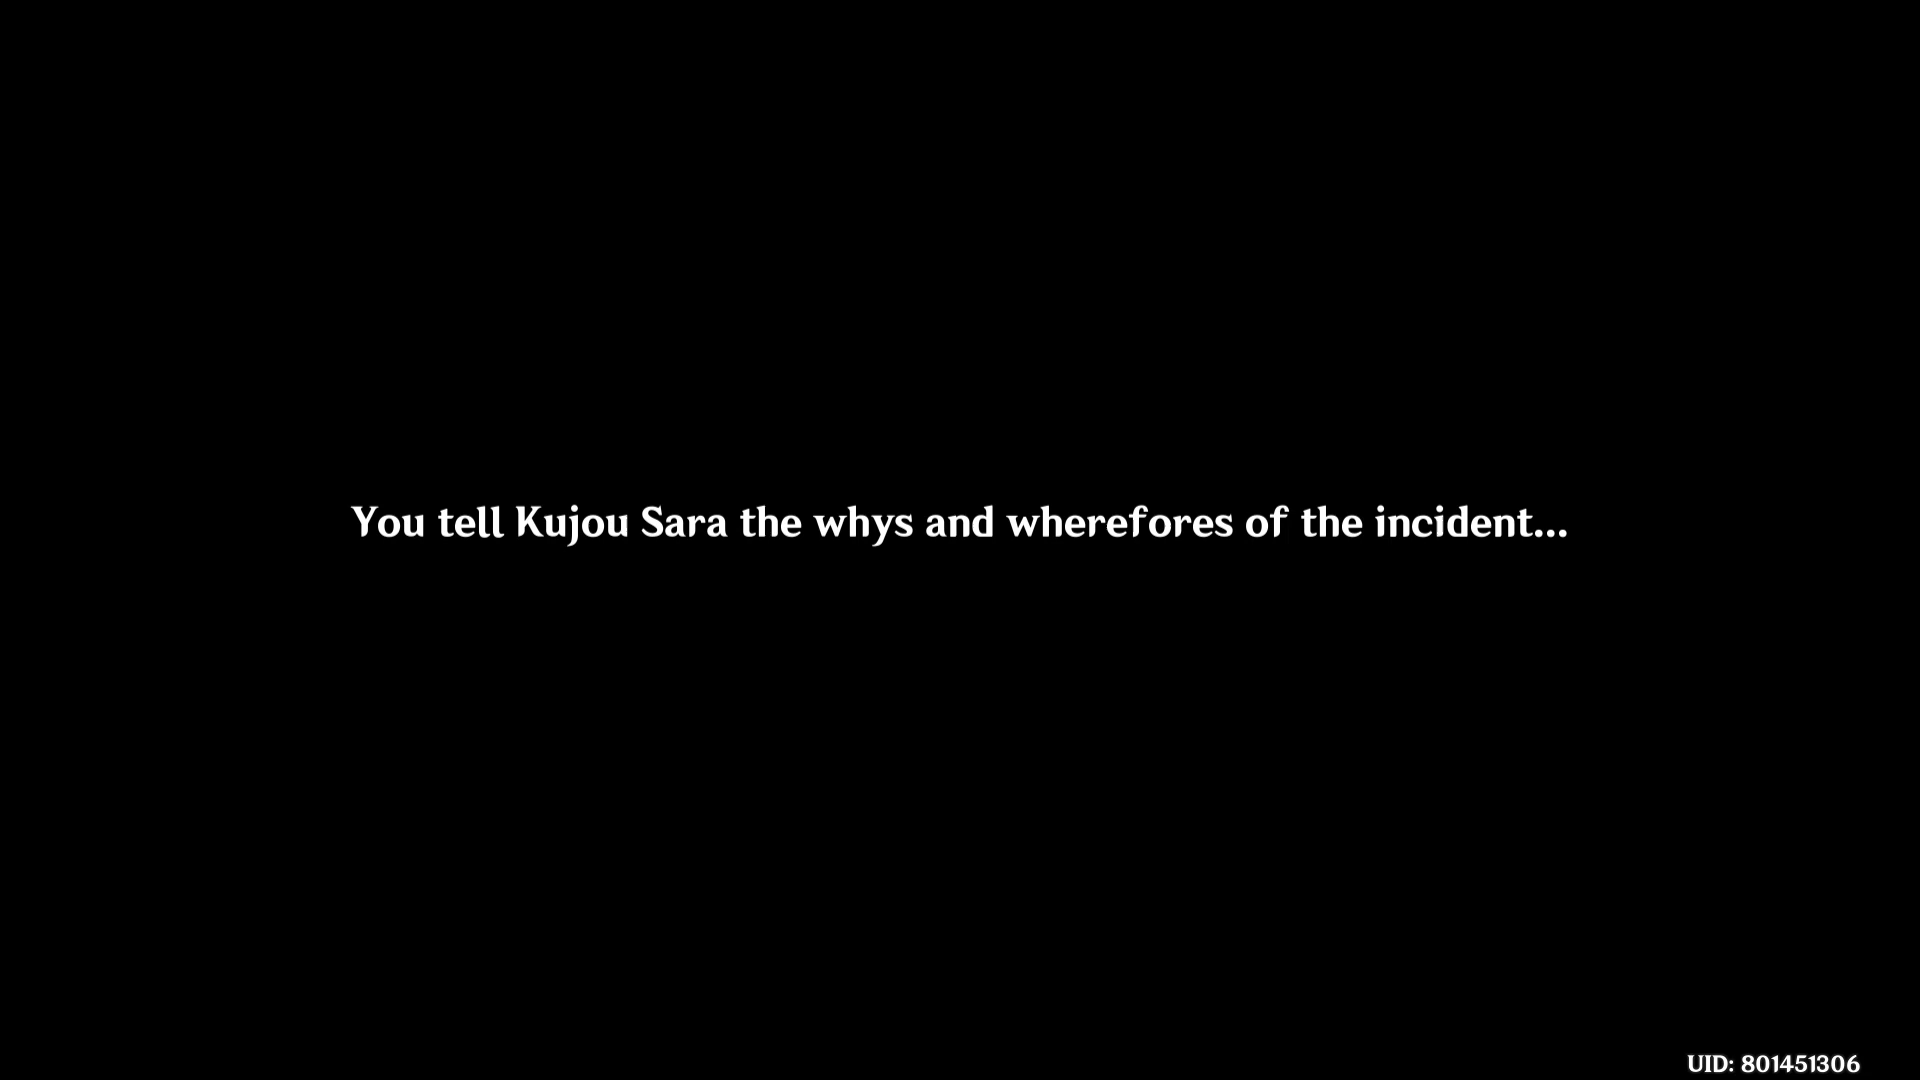 You tell Kujou Sara the whys and wherefores of the incident...
UID: 801451306